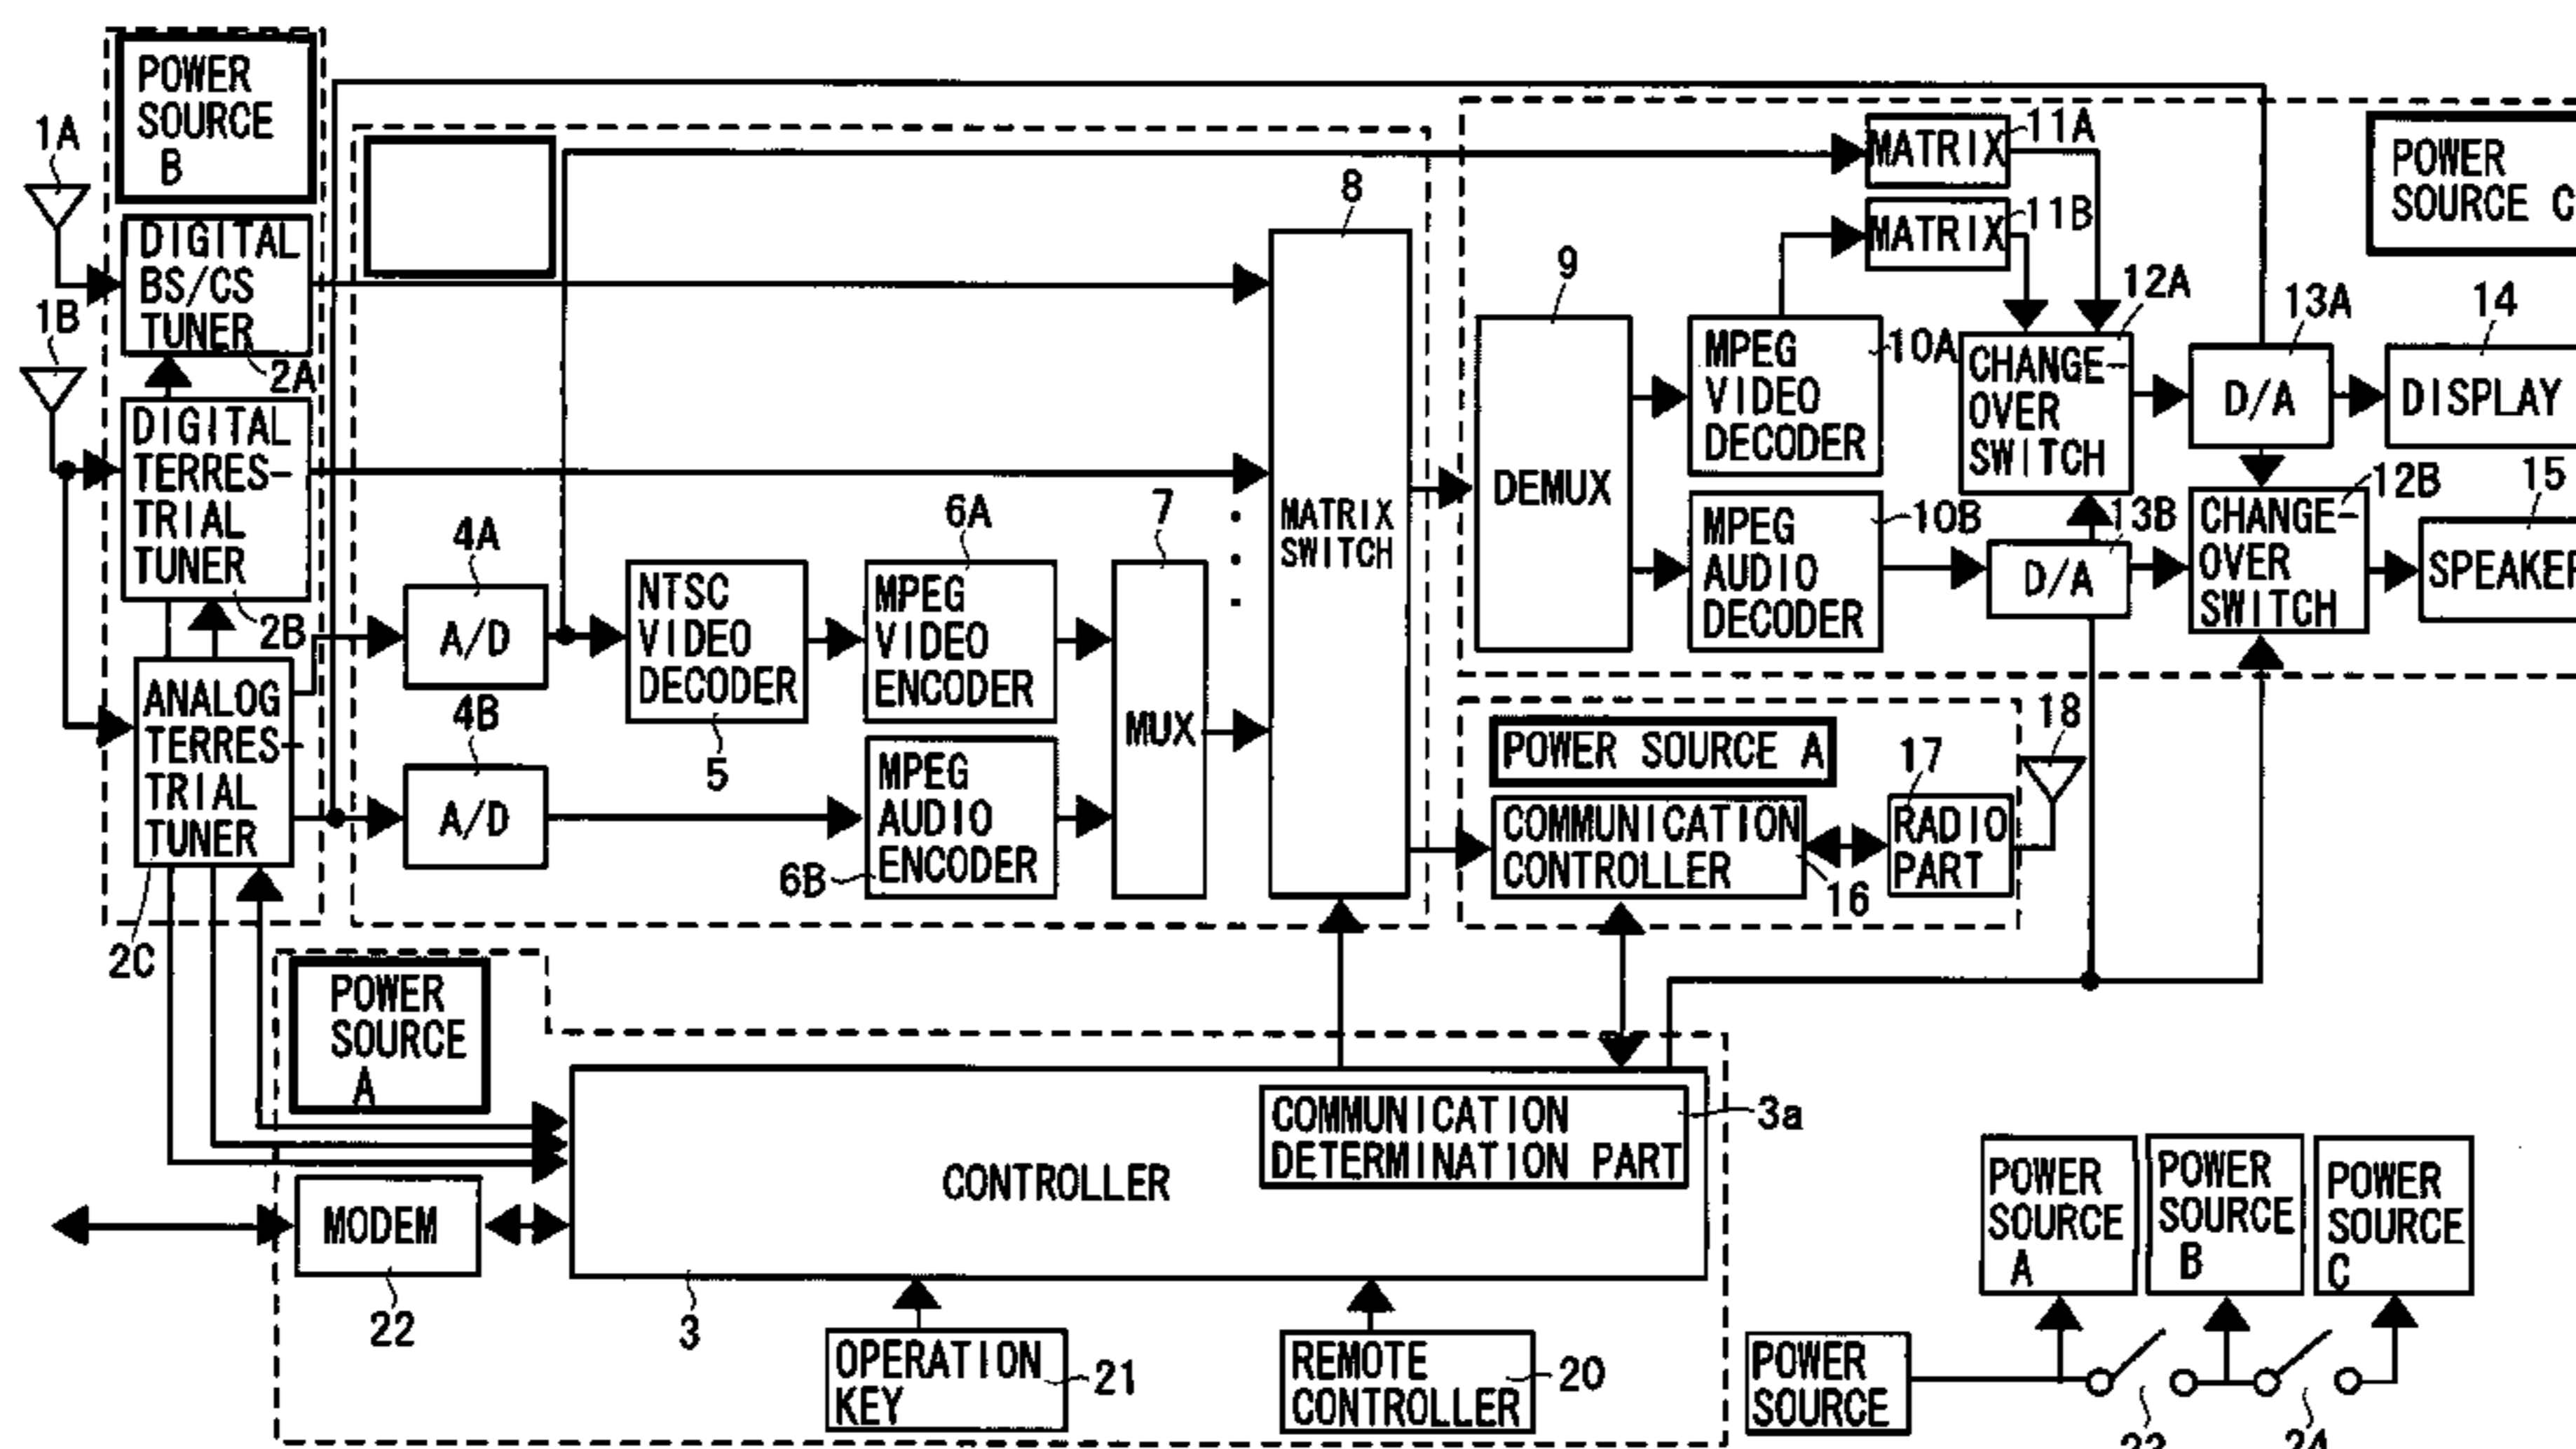 POWER
SOURCE
B
1A
DIGITAL
BS/CS
TUNER
2A
1B
DIGITAL
TERRES-
TRIAL
TUNER
2B
ANALOG
TERRES-
TRIAL
TUNER
2C
4A
A/D
4B
A/D
NTSC
VIDEO
DECODER
5
6A
MPEG
VIDEO
ENCODER
MPEG
AUDIO
ENCODER
6B
7
MUX
8
MATRIX
SWITCH
9
DEMUX
MPEG
VIDEO
DECODER
10A
MPEG
AUDIO
DECODER
10B
MATRIX
11A
MATRIX
11B
12A
CHANGE-
OVER
SWITCH
13A
D/A
13B
D/A
12B
CHANGE-
OVER
SWITCH
POWER
SOURCE C
14
DISPLAY
15
SPEAKER
POWER SOURCE A
COMMUNICATION
CONTROLLER
16
17
RADIO
PART
18
POWER
SOURCE
A
CONTROLLER
3
COMMUNICATION
DETERMINATION PART
3a
MODEM
22
OPERATION
KEY
21
REMOTE
CONTROLLER
20
POWER
SOURCE
A
POWER
SOURCE
B
POWER
SOURCE
C
POWER
SOURCE
23
24